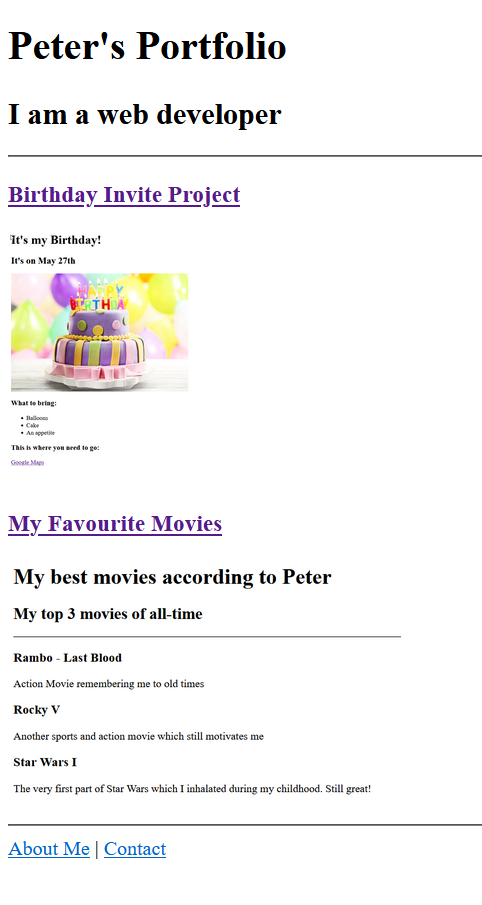 Peter's Portfolio
I am a web developer
Birthday Invite Project
It's my Birthday!
It's on May 27th
HAPPY
BIRTHDAY
What to bring:
Balloons
Cake
An appetite
This is where you need to go:
Google Maps
My Favourite Movies
My best movies according to Peter
My top 3 movies of all-time
Rambo - Last Blood
Action Movie remembering me to old times
Rocky V
Another sports and action movie which still motivates me
Star Wars I
The very first part of Star Wars which I inhalated during my childhood. Still great!
About Me | Contact